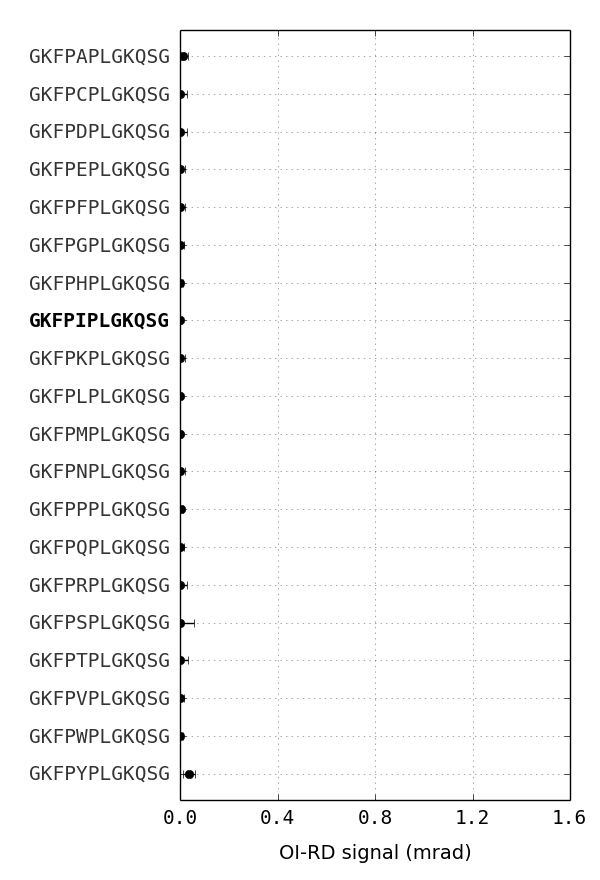 GKFPAPLGKQSG
GKFPCPLGKQSG
GKFPDPLGKQSG
GKFPEPLGKQSG
GKFPFPLGKQSG
GKFPGPLGKQSG
GKFPHPLGKQSG
GKFPIPLGKQSG
GKFPKPLGKQSG
GKFPLPLGKQSG
GKFPMPLGKQSG
GKFPNPLGKQSG
GKFPPPLGKQSG
GKFPQPLGKQSG
GKFPRPLGKQSG
GKFPSPLGKQSG
GKFPTPLGKQSG
GKFPVPLGKQSG
GKFPWPLGKQSG
GKFPYPLGKQSG
0.0 0.4 0.8 1.2 1.6
OI-RD signal (mrad)